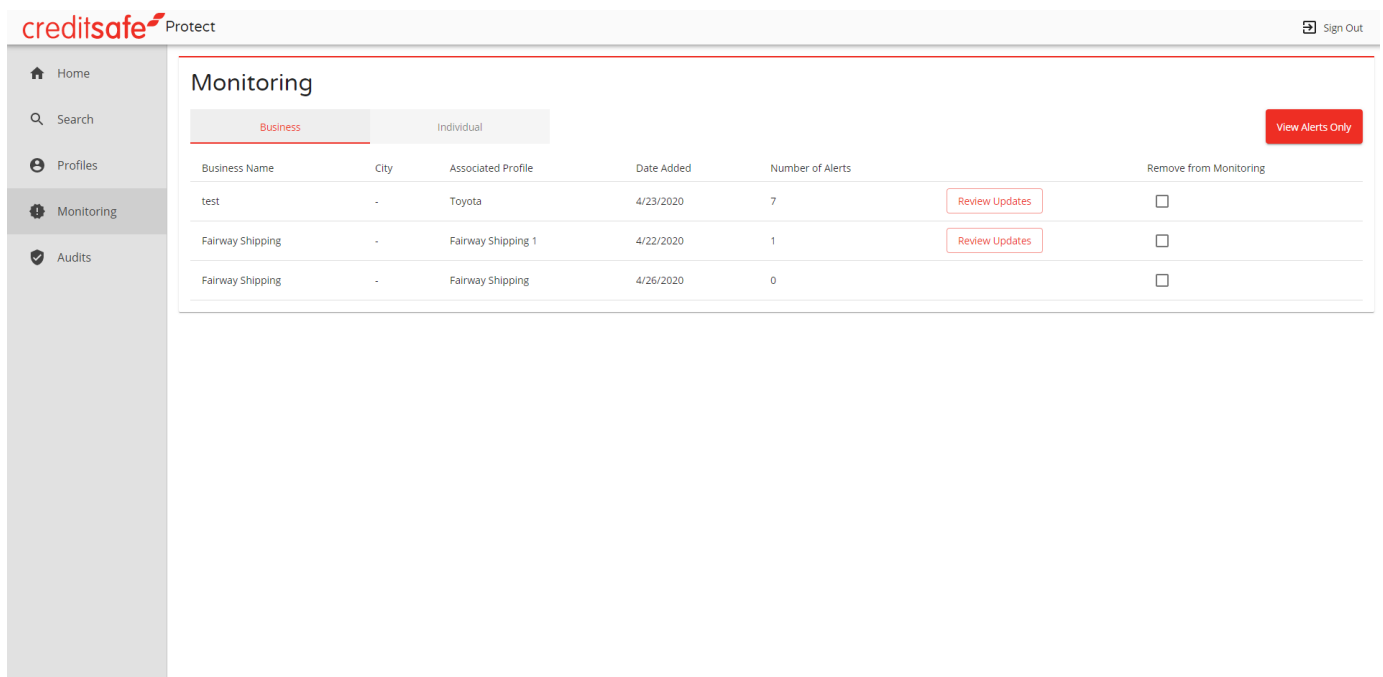 creditsafe Protect Sign Out
Home
Search
Profiles
Monitoring
Audits
Monitoring
Business Individual View Alerts Only
Business Name City Associated Profile Date Added Number of Alerts Remove from Monitoring
test - Toyota 4/23/2020 7 Review Updates
Fairway Shipping - Fairway Shipping 1 4/22/2020 1 Review Updates
Fairway Shipping - Fairway Shipping 4/26/2020 0